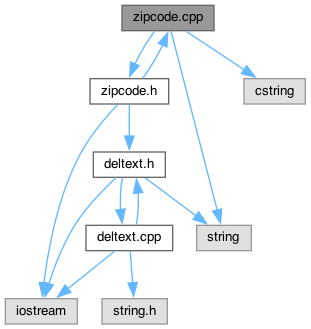 zipcode.cpp
zipcode.h
cstring
deltext.h
deltext.cpp
string
iostream
string.h